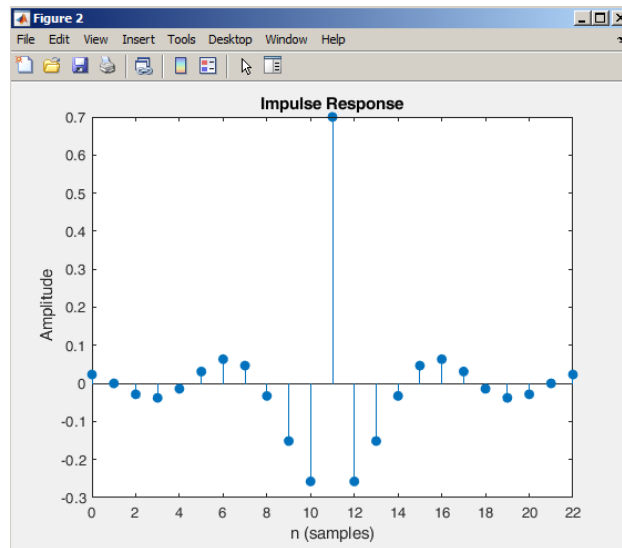 Figure 2
File Edit View Insert Tools Desktop Window Help
Impulse Response
0.7
0.6
0.5
0.4
0.3
0.2
0.1
0
-0.1
-0.2
-0.3
Amplitude
0 2 4 6 8 10 12 14 16 18 20 22
n (samples)